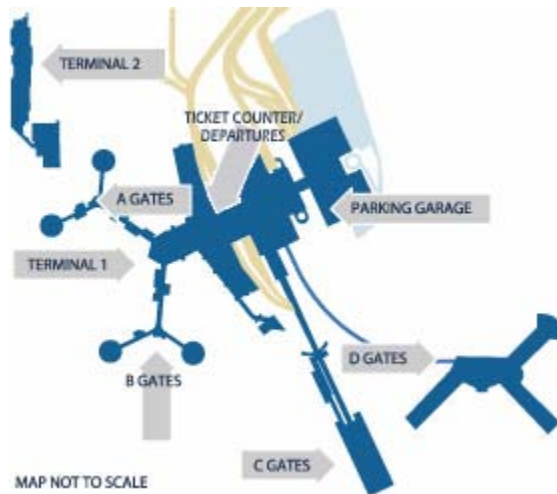 TERMINAL 2
TICKET COUNTER/
DEPARTURES
A GATES
PARKING GARAGE
TERMINAL 1
D GATES
B GATES
C GATES
MAP NOT TO SCALE